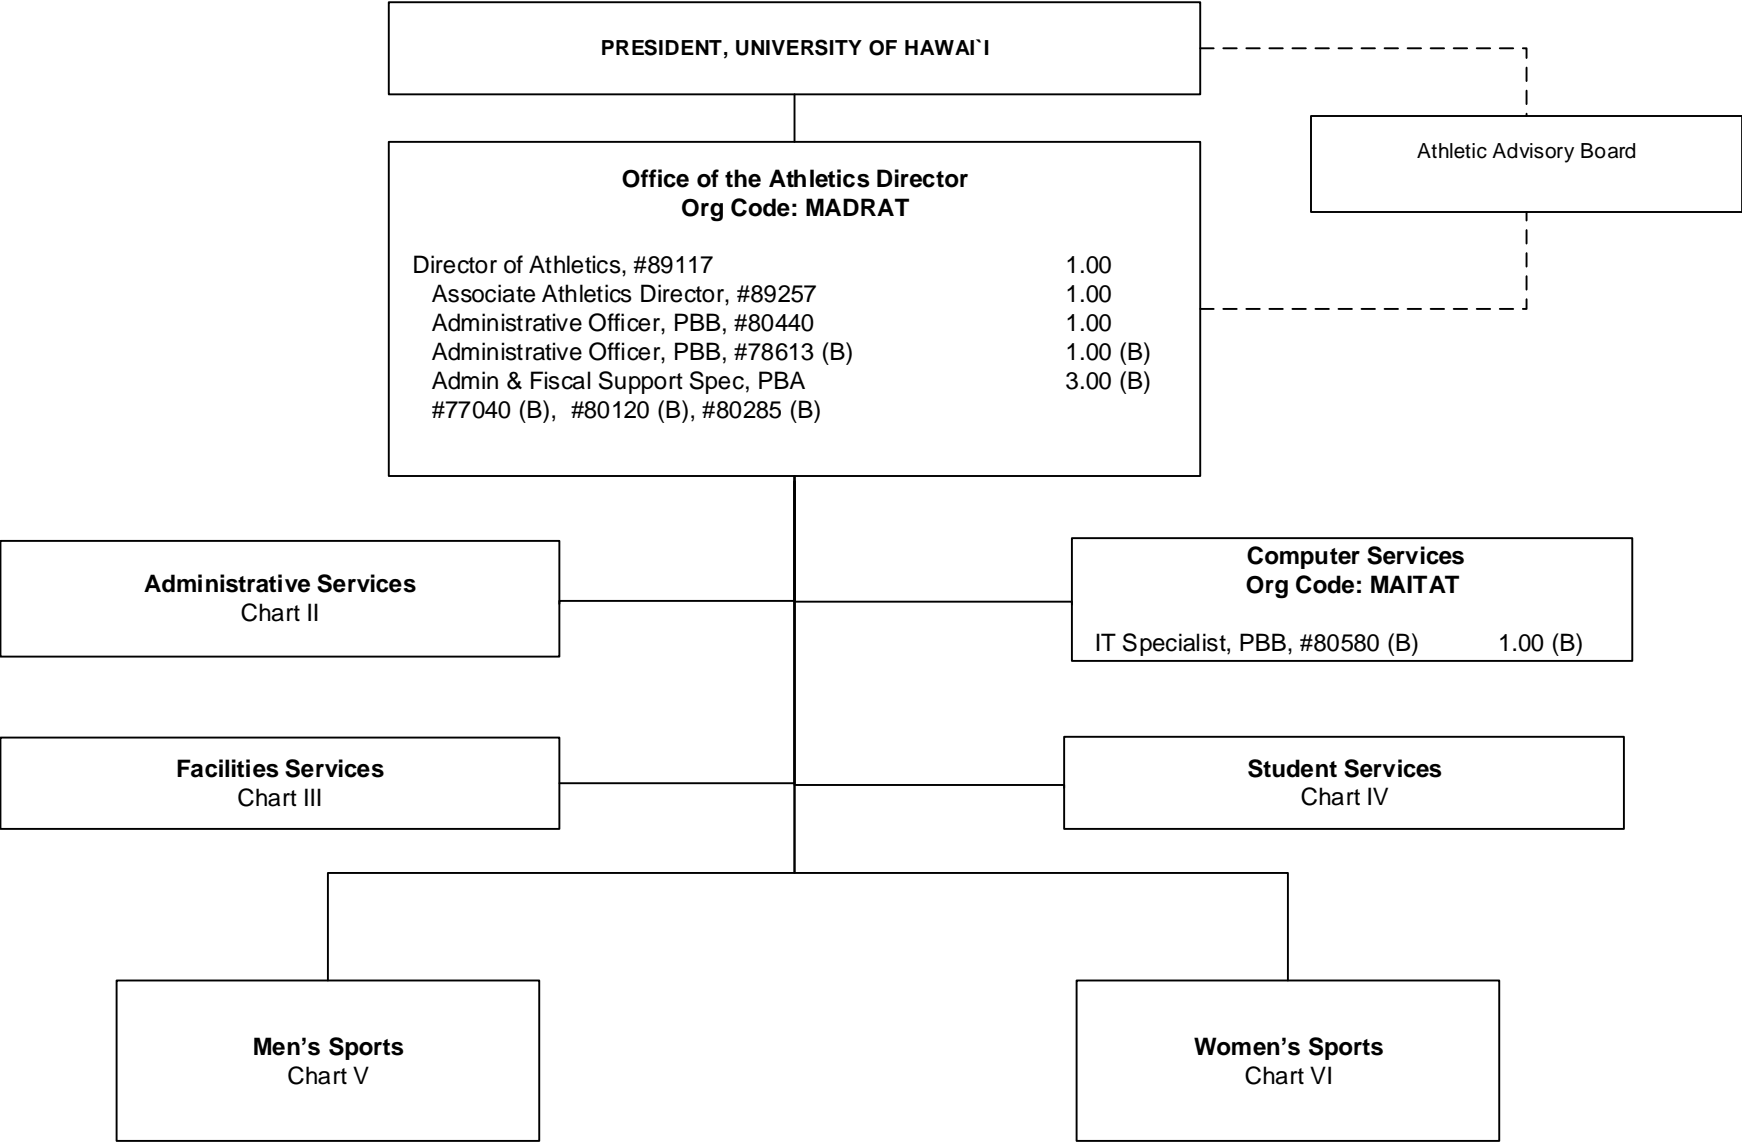 PRESIDENT, UNIVERSITY OF HAWAI`I
Athletic Advisory Board
Office of the Athletics Director
Org Code: MADRAT
Director of Athletics, #89117 1.00
Associate Athletics Director, #89257 1.00
Administrative Officer, PBB, #80440 1.00
Administrative Officer, PBB, #78613 (B) 1.00 (B)
Admin & Fiscal Support Spec, PBA 3.00 (B)
#77040 (B), #80120 (B), #80285 (B)
Administrative Services
Chart II
Computer Services
Org Code: MAITAT
IT Specialist, PBB, #80580 (B) 1.00 (B)
Facilities Services
Chart III
Student Services
Chart IV
Men’s Sports
Chart V
Women’s Sports
Chart VI